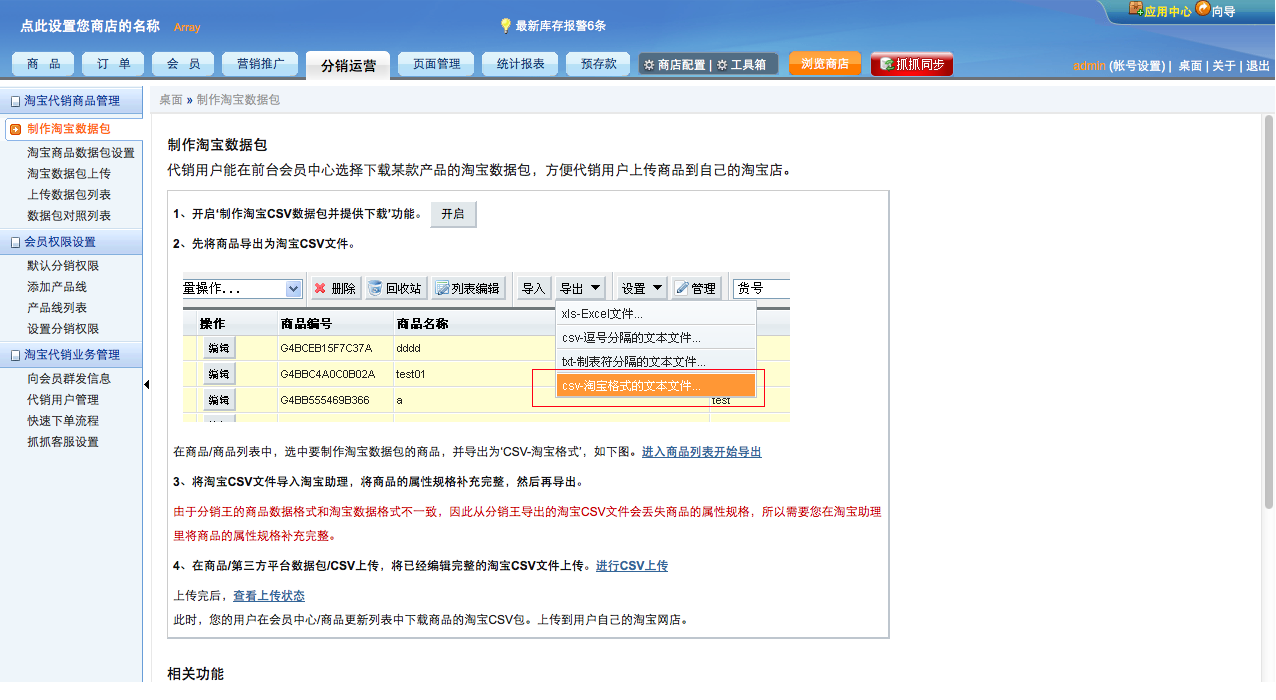 点此设置您商店的名称 Array
最新库存报警6条
应用中心 向导
商 品 订 单 会 员 营销推广 分销运营 页面管理 统计报表 预存款 商店配置 | 工具箱 浏览商店 抓抓同步
admin (帐号设置) | 桌面 | 关于 | 退出
淘宝代销商品管理
制作淘宝数据包
淘宝商品数据包设置
淘宝数据包上传
上传数据包列表
数据包对照列表
会员权限设置
默认分销权限
添加产品线
产品线列表
设置分销权限
淘宝代销业务管理
向会员群发信息
代销用户管理
快速下单流程
抓抓客服设置
桌面 » 制作淘宝数据包
制作淘宝数据包
代销用户能在前台会员中心选择下载某款产品的淘宝数据包，方便代销用户上传商品到自己的淘宝店。
1、开启‘制作淘宝CSV数据包并提供下载’功能。 开启
2、先将商品导出为淘宝CSV文件。
量操作... 删除 回收站 列表编辑 导入 导出 设置 管理 货号
操作 商品编号 商品名称
编辑 G4BCEB15F7C37A dddd
编辑 G4BBC4A0C0B02A test01
编辑 G4BB555469B366 a test
xls-Excel文件...
csv-逗号分隔的文本文件...
txt-制表符分隔的文本文件...
csv-淘宝格式的文本文件...
在商品/商品列表中，选中要制作淘宝数据包的商品，并导出为‘CSV-淘宝格式’，如下图。进入商品列表开始导出
3、将淘宝CSV文件导入淘宝助理，将商品的属性规格补充完整，然后再导出。
由于分销王的商品数据格式和淘宝数据格式不一致，因此从分销王导出的淘宝CSV文件会丢失商品的属性规格，所以需要您在淘宝助理
里将商品的属性规格补充完整。
4、在商品/第三方平台数据包/CSV上传，将已经编辑完整的淘宝CSV文件上传。进行CSV上传
上传完后，查看上传状态
此时，您的用户在会员中心/商品更新列表中下载商品的淘宝CSV包。上传到用户自己的淘宝网店。
相关功能